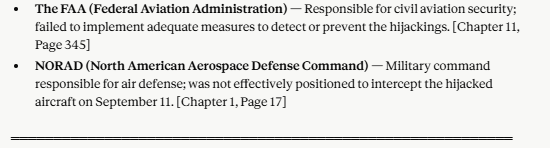 • The FAA (Federal Aviation Administration) — Responsible for civil aviation security;
failed to implement adequate measures to detect or prevent the hijackings. [Chapter 11,
Page 345]
• NORAD (North American Aerospace Defense Command) — Military command
responsible for air defense; was not effectively positioned to intercept the hijacked
aircraft on September 11. [Chapter 1, Page 17]